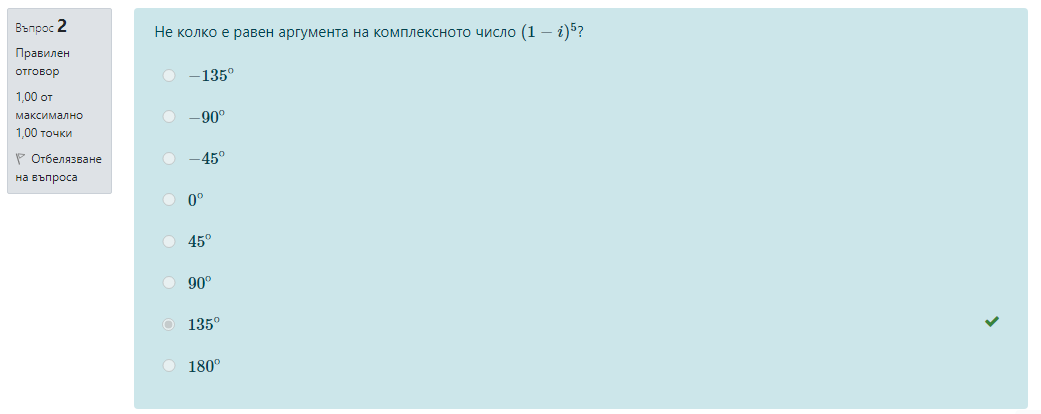 Въпрос 2
Правилен
отговор
1,00 от
максимално
1,00 точки
Отбелязване
на въпроса
Не колко е равен аргумента на комплексното число (1 − i)⁵?
−135°
−90°
−45°
0°
45°
90°
135°
180°